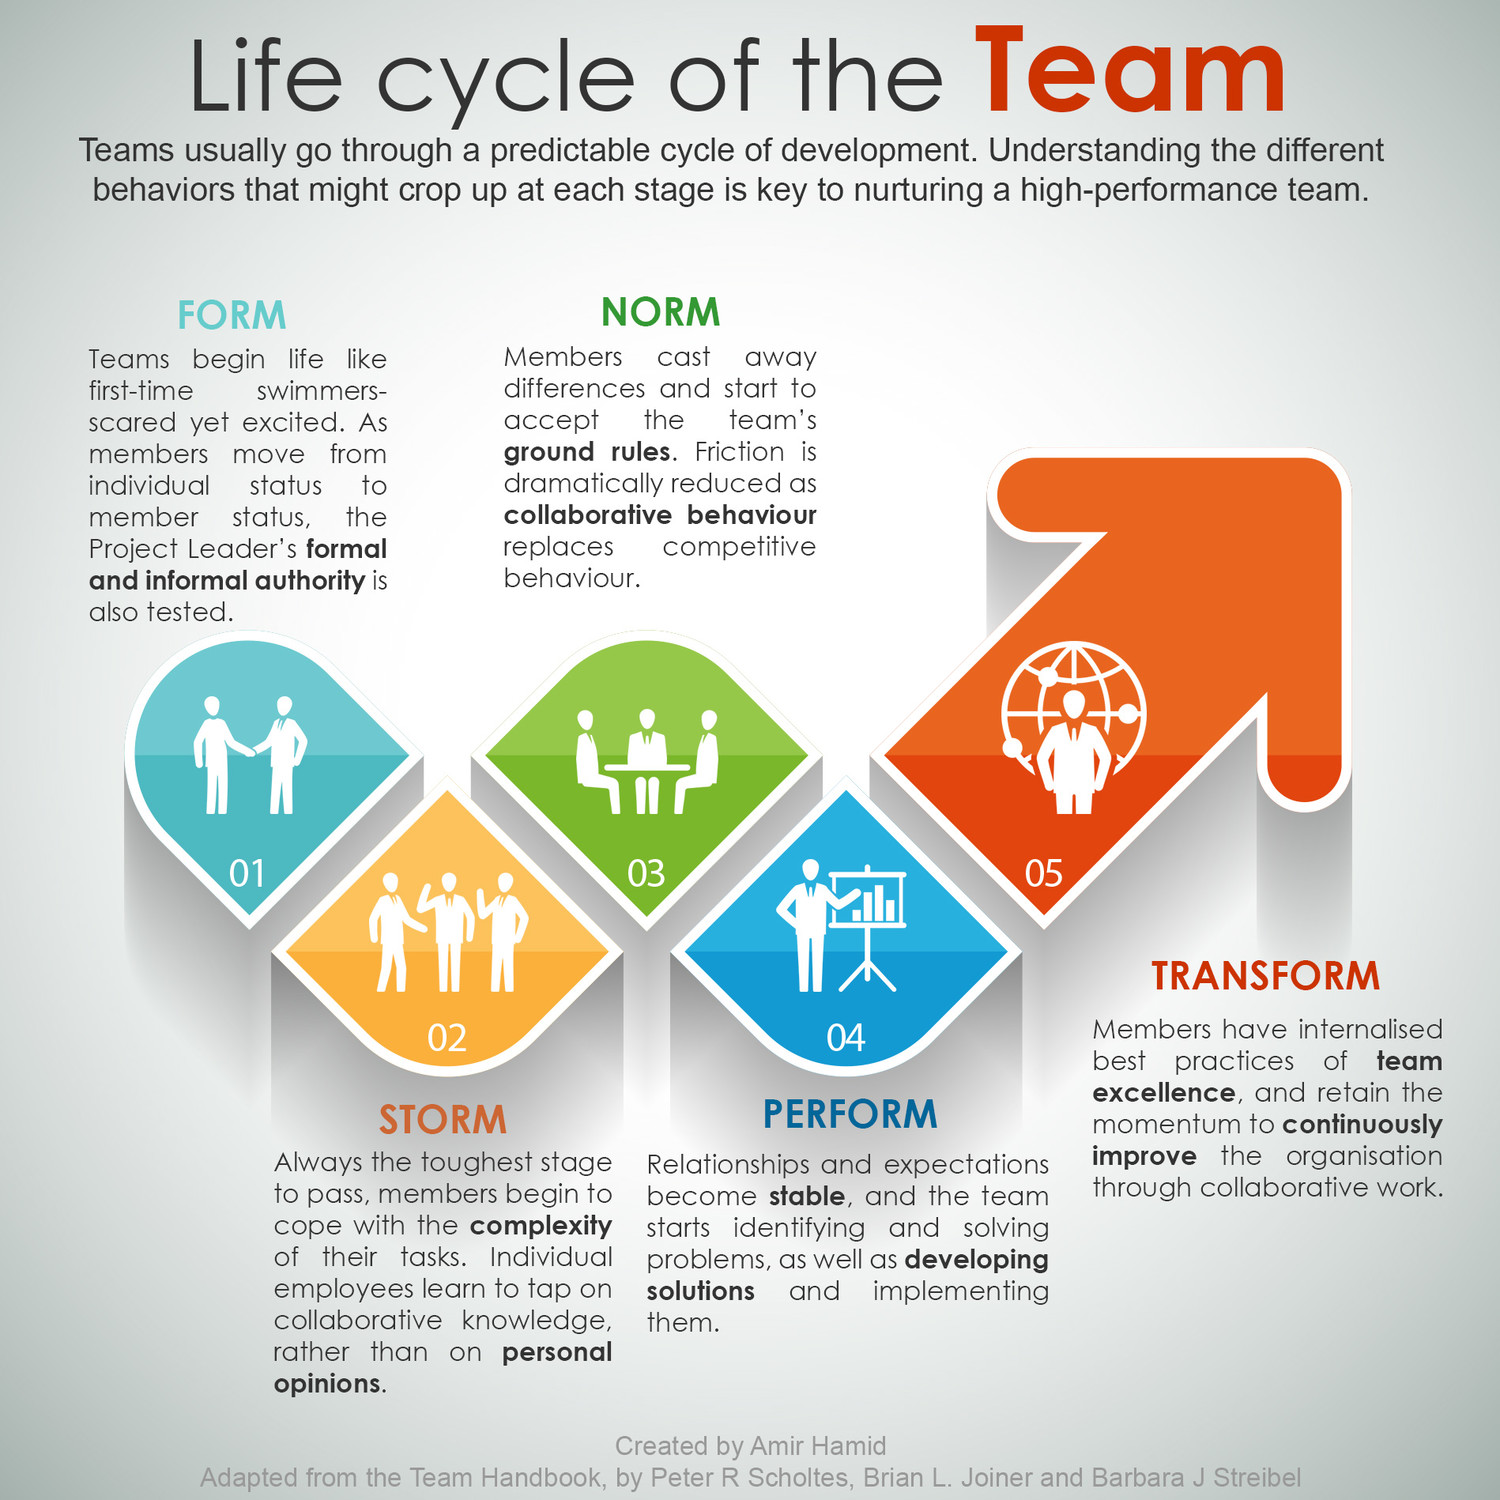 Life cycle of the Team
Teams usually go through a predictable cycle of development. Understanding the different
behaviors that might crop up at each stage is key to nurturing a high-performance team.
FORM
Teams begin life like
first-time swimmers-
scared yet excited. As
members move from
individual status to
member status, the
Project Leader’s formal
and informal authority is
also tested.
01
STORM
Always the toughest stage
to pass, members begin to
cope with the complexity
of their tasks. Individual
employees learn to tap on
collaborative knowledge,
rather than on personal
opinions.
02
NORM
Members cast away
differences and start to
accept the team’s
ground rules. Friction is
dramatically reduced as
collaborative behaviour
replaces competitive
behaviour.
03
PERFORM
Relationships and expectations
become stable, and the team
starts identifying and solving
problems, as well as developing
solutions and implementing
them.
04
TRANSFORM
Members have internalised
best practices of team
excellence, and retain the
momentum to continuously
improve the organisation
through collaborative work.
05
Created by Amir Hamid
Adapted from the Team Handbook, by Peter R Scholtes, Brian L. Joiner and Barbara J Streibel